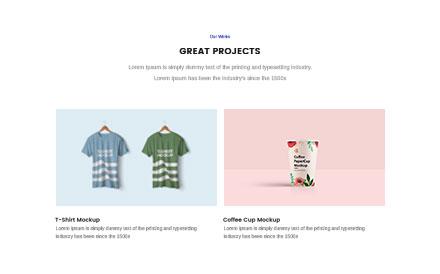 Our Works
GREAT PROJECTS
Lorem Ipsum is simply dummy text of the printing and typesetting industry.
Lorem Ipsum has been the industry's since the 1500s
Coffee
PaperCup
Mockup
T-Shirt Mockup
Lorem Ipsum is simply dummy text of the printing and typesetting
industry has been since the 1500s
Coffee Cup Mockup
Lorem Ipsum is simply dummy text of the printing and typesetting
industry has been since the 1500s